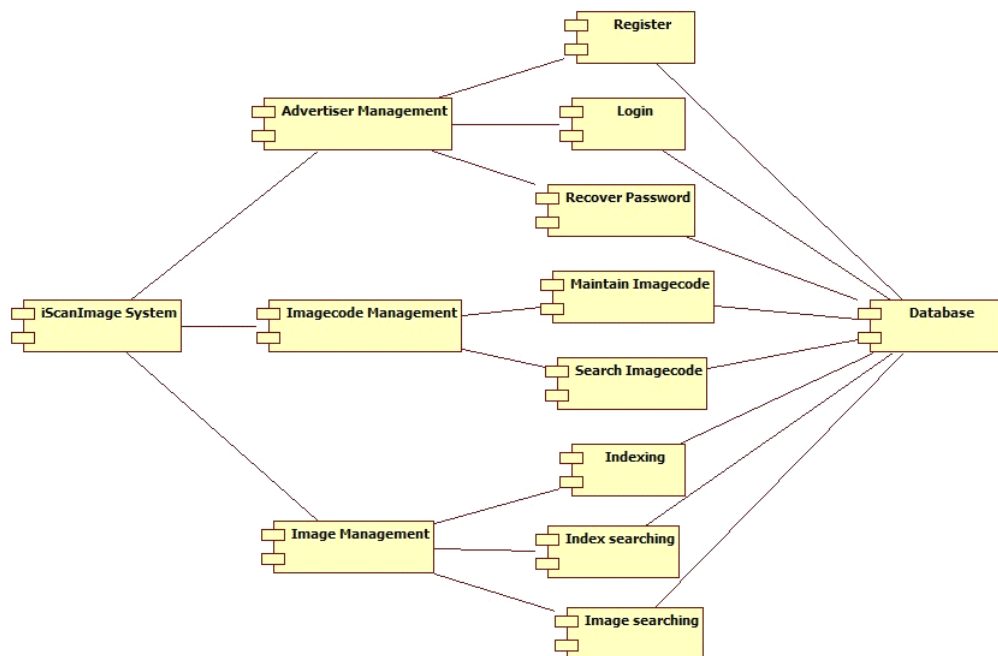 Register
Advertiser Management
Login
Recover Password
Maintain Imagecode
iScanImage System
Imagecode Management
Database
Search Imagecode
Indexing
Image Management
Index searching
Image searching